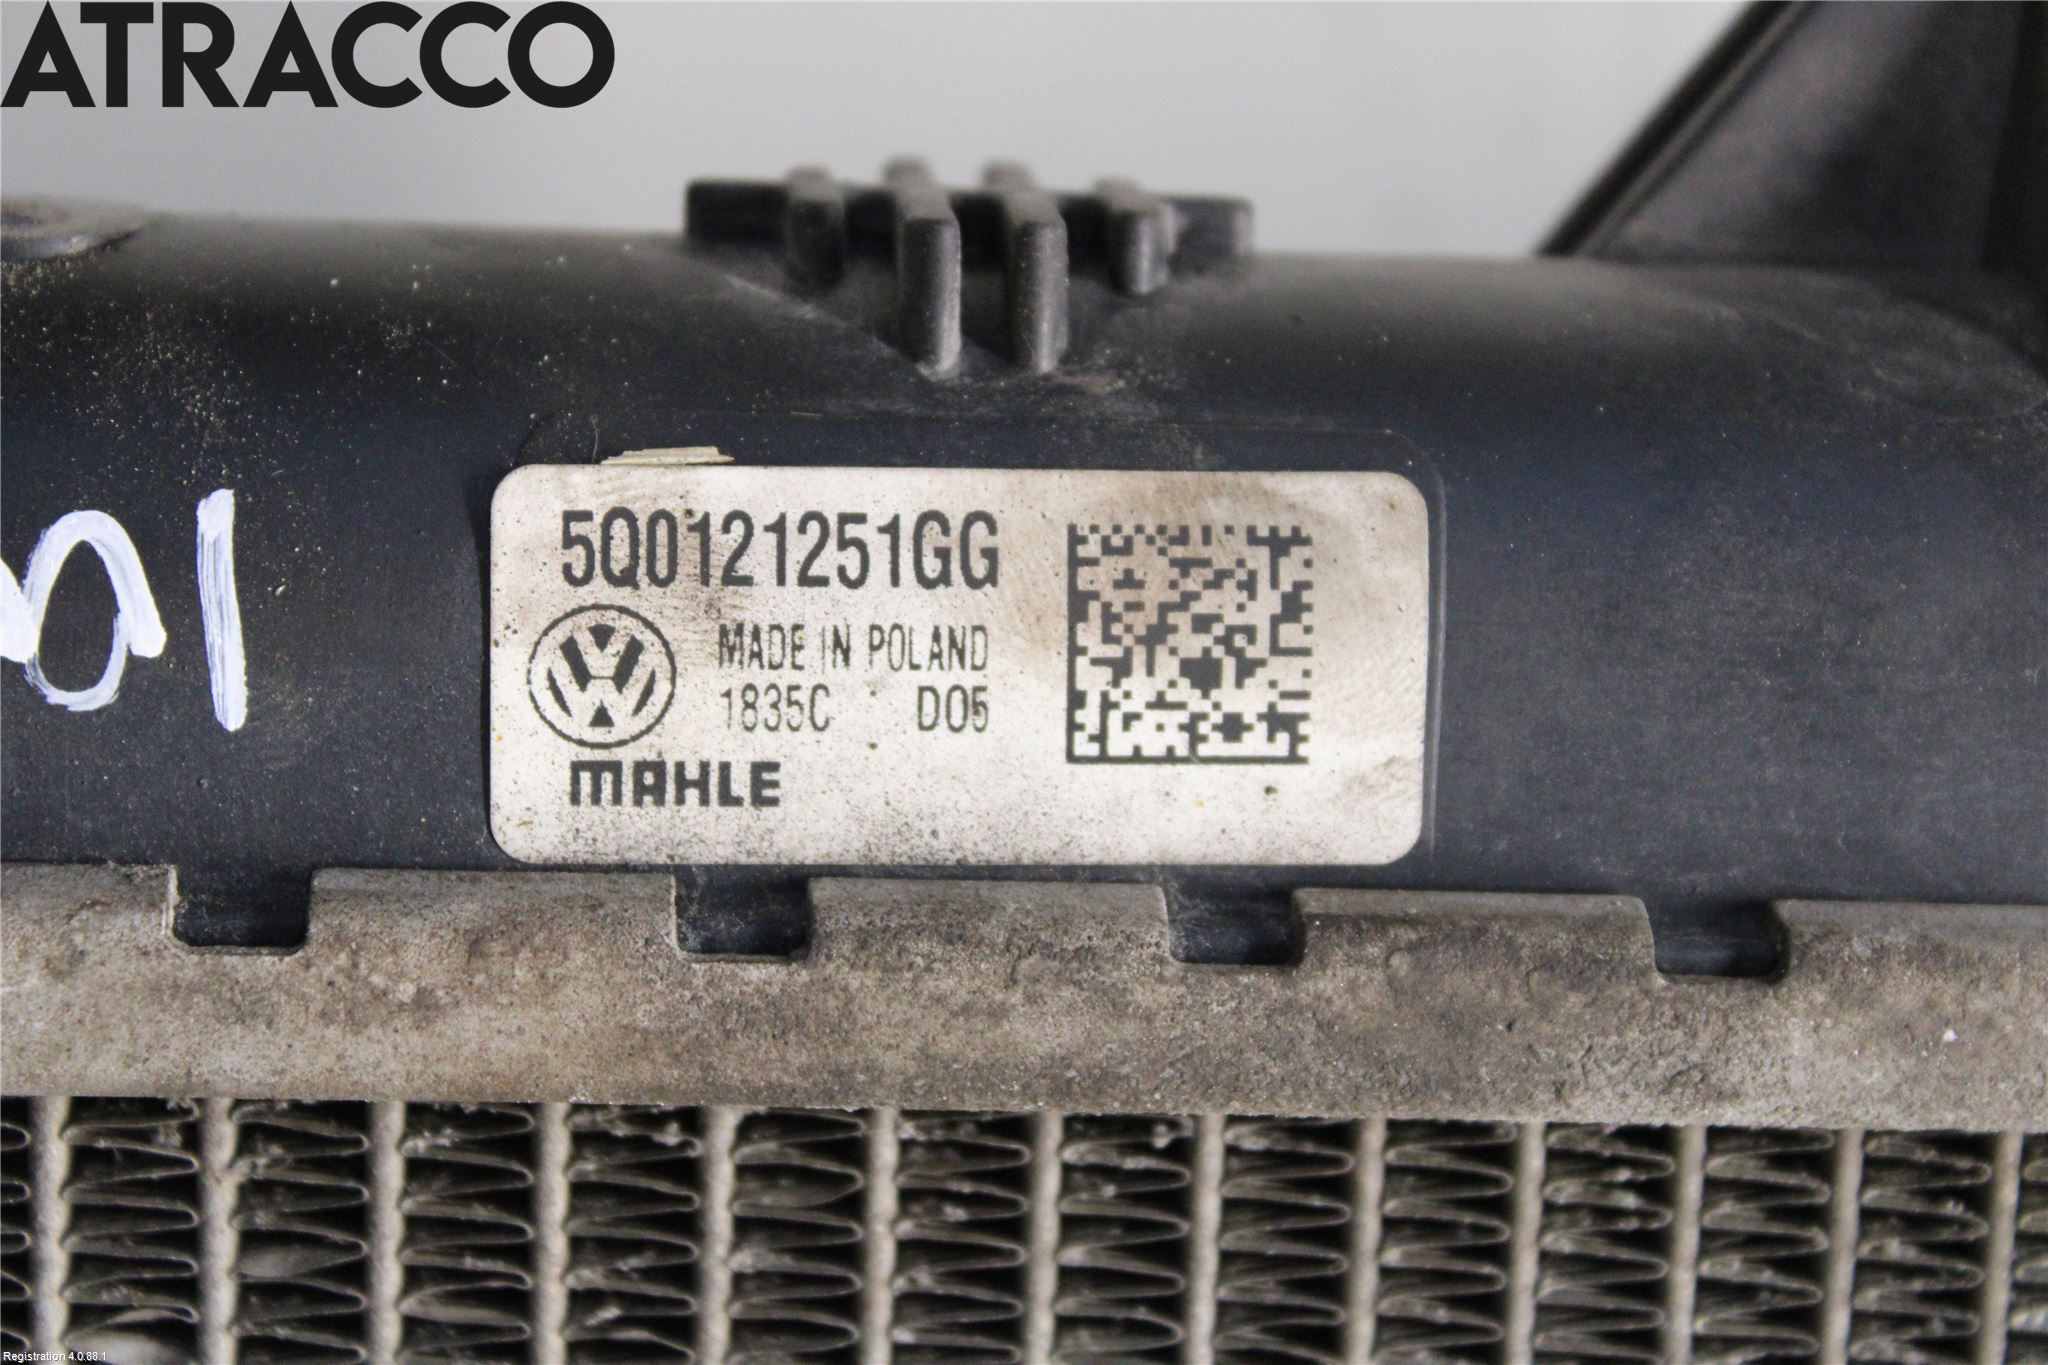 ATRACCO
5Q0121251GG
MADE IN POLAND
1835C D05
MAHLE
Registration 4.0.88.1